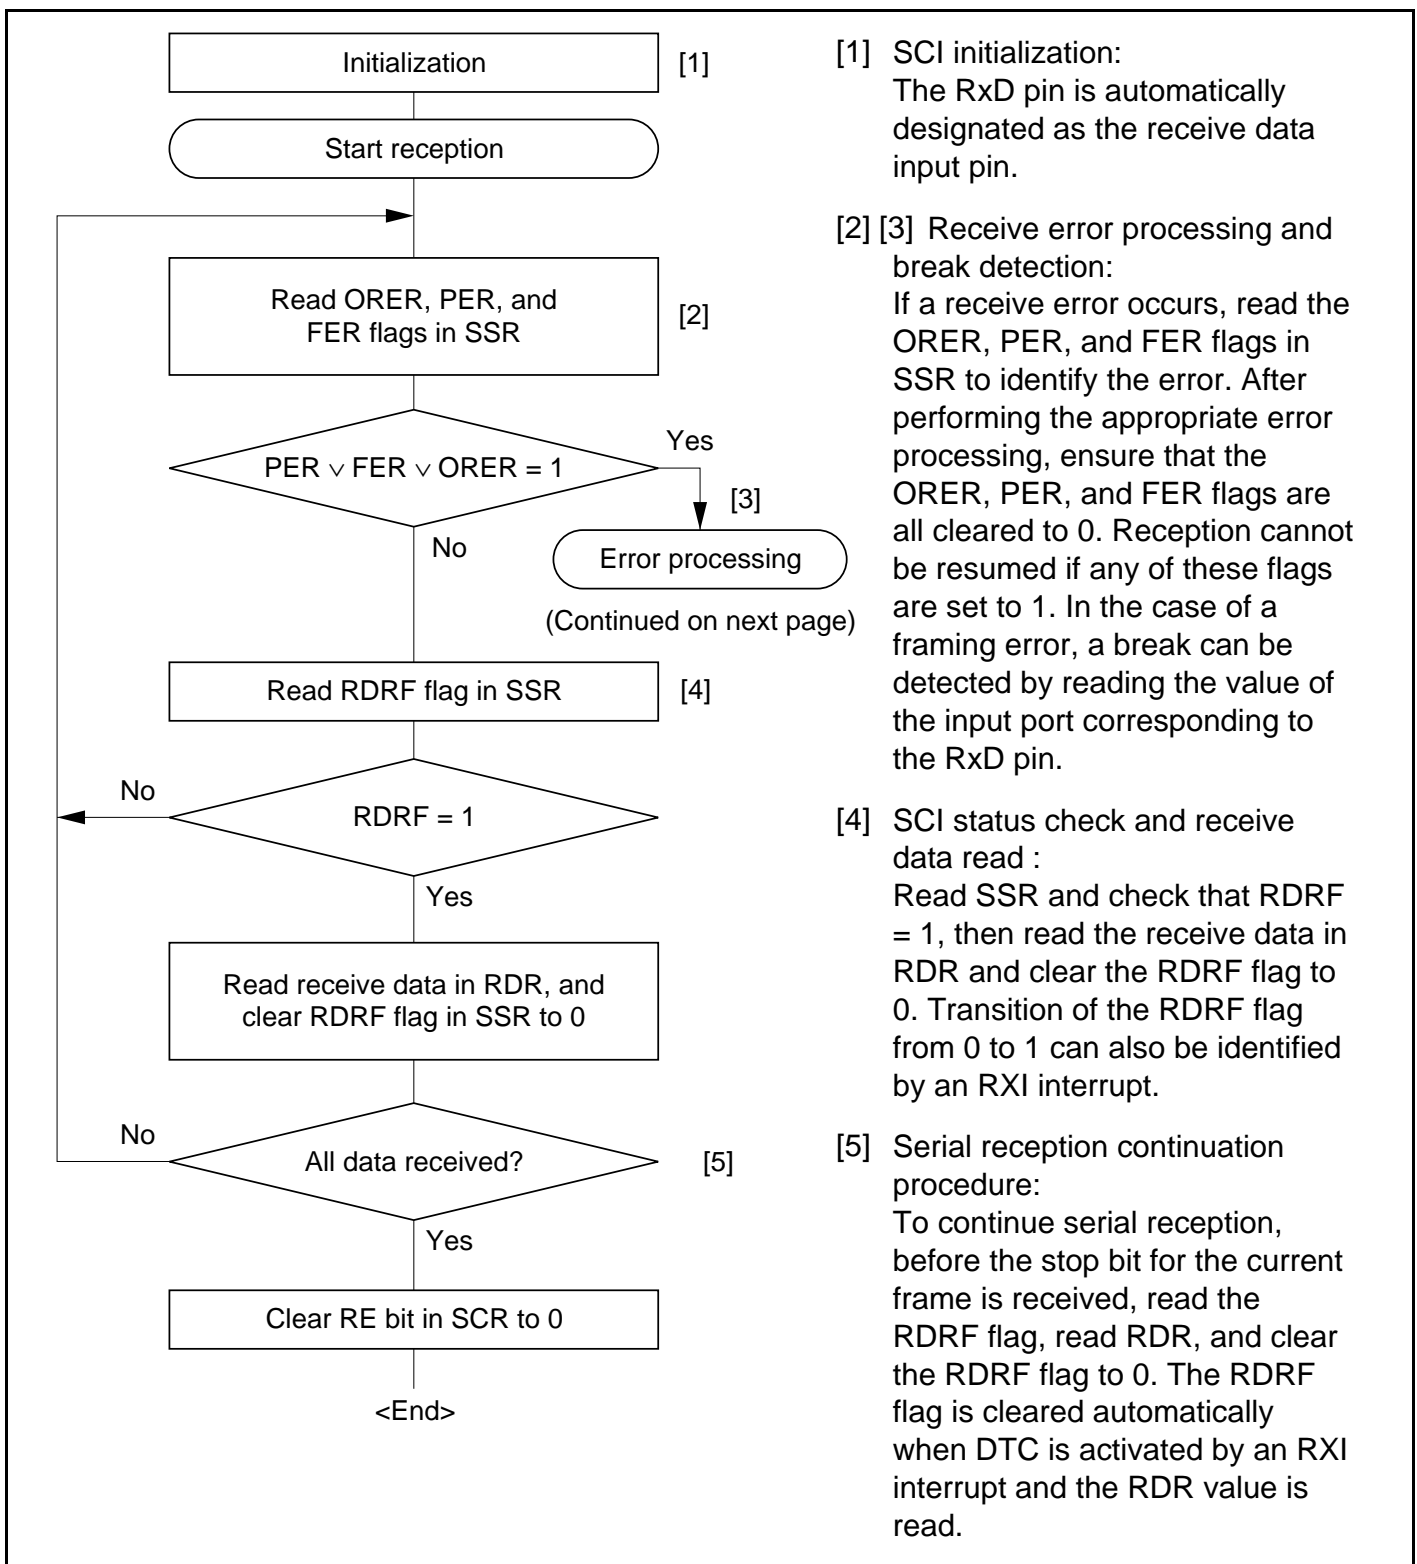 Initialization
[1]
Start reception
Read ORER, PER, and
FER flags in SSR
[2]
PER ∨ FER ∨ ORER = 1
Yes
[3]
No
Error processing
(Continued on next page)
Read RDRF flag in SSR
[4]
No
RDRF = 1
Yes
Read receive data in RDR, and
clear RDRF flag in SSR to 0
No
All data received?
[5]
Yes
Clear RE bit in SCR to 0
<End>
[1] SCI initialization:
The RxD pin is automatically
designated as the receive data
input pin.
[2] [3] Receive error processing and
break detection:
If a receive error occurs, read the
ORER, PER, and FER flags in
SSR to identify the error. After
performing the appropriate error
processing, ensure that the
ORER, PER, and FER flags are
all cleared to 0. Reception cannot
be resumed if any of these flags
are set to 1. In the case of a
framing error, a break can be
detected by reading the value of
the input port corresponding to
the RxD pin.
[4] SCI status check and receive
data read :
Read SSR and check that RDRF
= 1, then read the receive data in
RDR and clear the RDRF flag to
0. Transition of the RDRF flag
from 0 to 1 can also be identified
by an RXI interrupt.
[5] Serial reception continuation
procedure:
To continue serial reception,
before the stop bit for the current
frame is received, read the
RDRF flag, read RDR, and clear
the RDRF flag to 0. The RDRF
flag is cleared automatically
when DTC is activated by an RXI
interrupt and the RDR value is
read.